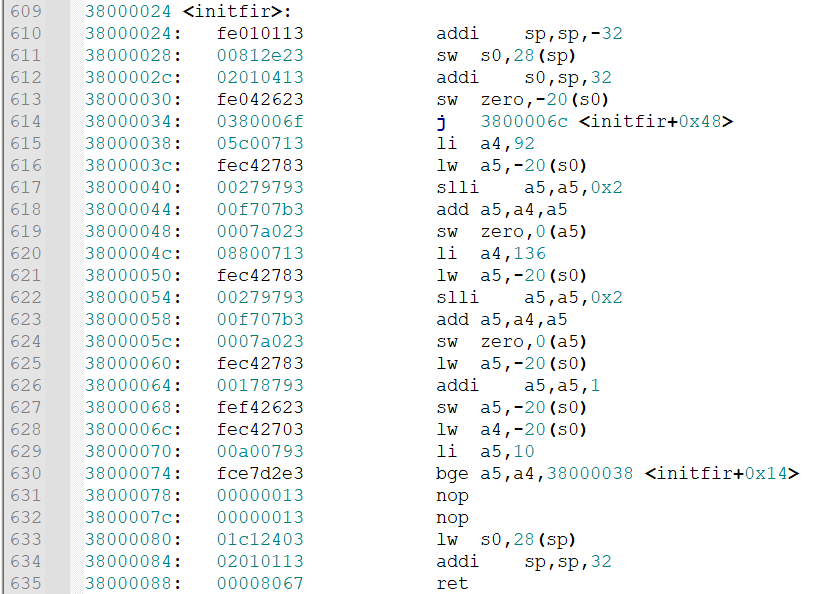 609 38000024 <initfir>:
610 38000024: fe010113 addi sp,sp,-32
611 38000028: 00812e23 sw s0,28(sp)
612 3800002c: 02010413 addi s0,sp,32
613 38000030: fe042623 sw zero,-20(s0)
614 38000034: 0380006f j 3800006c <initfir+0x48>
615 38000038: 05c00713 li a4,92
616 3800003c: fec42783 lw a5,-20(s0)
617 38000040: 00279793 slli a5,a5,0x2
618 38000044: 00f707b3 add a5,a4,a5
619 38000048: 0007a023 sw zero,0(a5)
620 3800004c: 08800713 li a4,136
621 38000050: fec42783 lw a5,-20(s0)
622 38000054: 00279793 slli a5,a5,0x2
623 38000058: 00f707b3 add a5,a4,a5
624 3800005c: 0007a023 sw zero,0(a5)
625 38000060: fec42783 lw a5,-20(s0)
626 38000064: 00178793 addi a5,a5,1
627 38000068: fef42623 sw a5,-20(s0)
628 3800006c: fec42703 lw a4,-20(s0)
629 38000070: 00a00793 li a5,10
630 38000074: fce7d2e3 bge a5,a4,38000038 <initfir+0x14>
631 38000078: 00000013 nop
632 3800007c: 00000013 nop
633 38000080: 01c12403 lw s0,28(sp)
634 38000084: 02010113 addi sp,sp,32
635 38000088: 00008067 ret